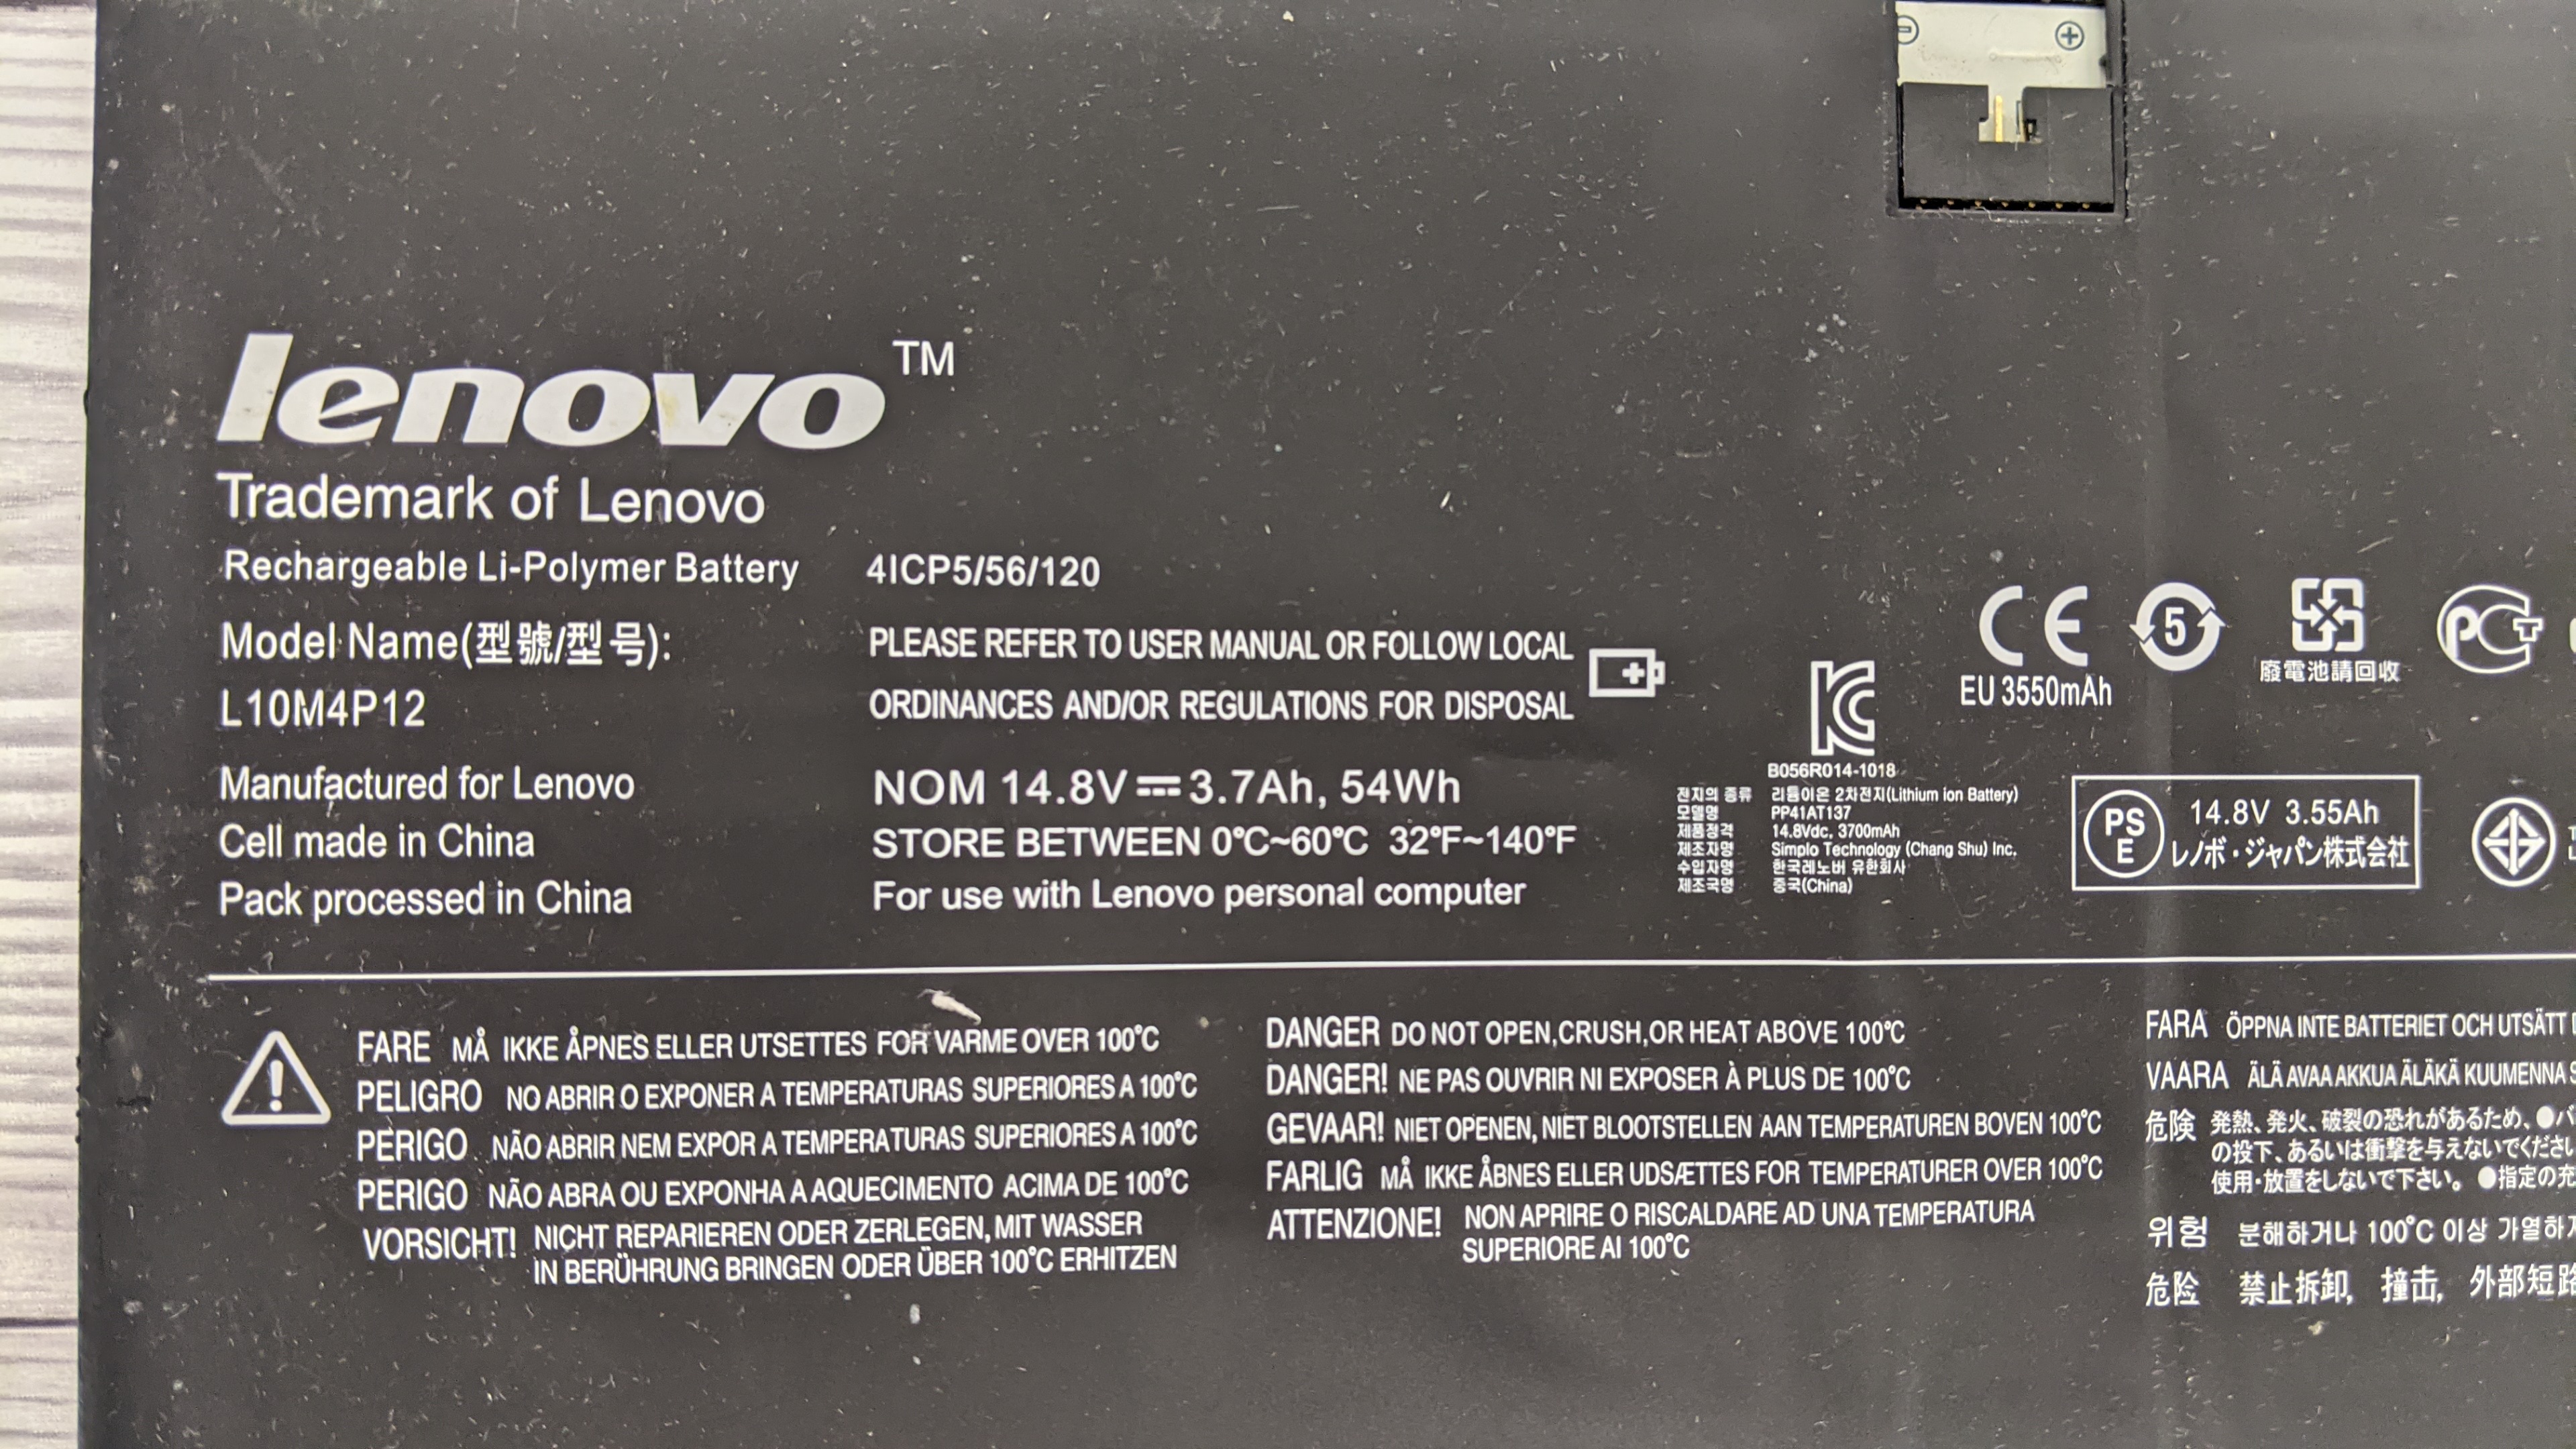 lenovo TM
Trademark of Lenovo
Rechargeable Li-Polymer Battery
Model Name(型號/型号):
L10M4P12
Manufactured for Lenovo
Cell made in China
Pack processed in China
4ICP5/56/120
PLEASE REFER TO USER MANUAL OR FOLLOW LOCAL
ORDINANCES AND/OR REGULATIONS FOR DISPOSAL
NOM 14.8V⎓3.7Ah, 54Wh
STORE BETWEEN 0℃~60℃ 32℉~140℉
For use with Lenovo personal computer
B056R014-1018
전지의 종류 리튬이온 2차전지(Lithium ion Battery)
모델명 PP41AT137
제품정격 14.8Vdc, 3700mAh
제조자명 Simplo Technology (Chang Shu) Inc.
수입자명 한국레노버 유한회사
제조국명 중국(China)
CE
EU 3550mAh
5
廢電池請回收
PCT
PSE
14.8V 3.55Ah
レノボ・ジャパン株式会社
FARE MÅ IKKE ÅPNES ELLER UTSETTES FOR VARME OVER 100℃
PELIGRO NO ABRIR O EXPONER A TEMPERATURAS SUPERIORES A 100℃
PERIGO NÃO ABRIR NEM EXPOR A TEMPERATURAS SUPERIORES A 100℃
PERIGO NÃO ABRA OU EXPONHA A AQUECIMENTO ACIMA DE 100℃
VORSICHT! NICHT REPARIEREN ODER ZERLEGEN, MIT WASSER
IN BERÜHRUNG BRINGEN ODER ÜBER 100℃ ERHITZEN
DANGER DO NOT OPEN, CRUSH, OR HEAT ABOVE 100℃
DANGER! NE PAS OUVRIR NI EXPOSER À PLUS DE 100℃
GEVAAR! NIET OPENEN, NIET BLOOTSTELLEN AAN TEMPERATUREN BOVEN 100℃
FARLIG MÅ IKKE ÅBNES ELLER UDSÆTTES FOR TEMPERATURER OVER 100℃
ATTENZIONE! NON APRIRE O RISCALDARE AD UNA TEMPERATURA
SUPERIORE AI 100℃
FARA ÖPPNA INTE BATTERIET OCH UTSÄTT
VAARA ÄLÄ AVAA AKKUA ÄLÄKÄ KUUMENNA
危険 発熱、発火、破裂の恐れがあるため、●バ
の投下、あるいは衝撃を与えないでくださ
使用・放置をしないで下さい。●指定の充
위험 분해하거나 100℃ 이상 가열하
危险 禁止拆卸, 撞击, 外部短路